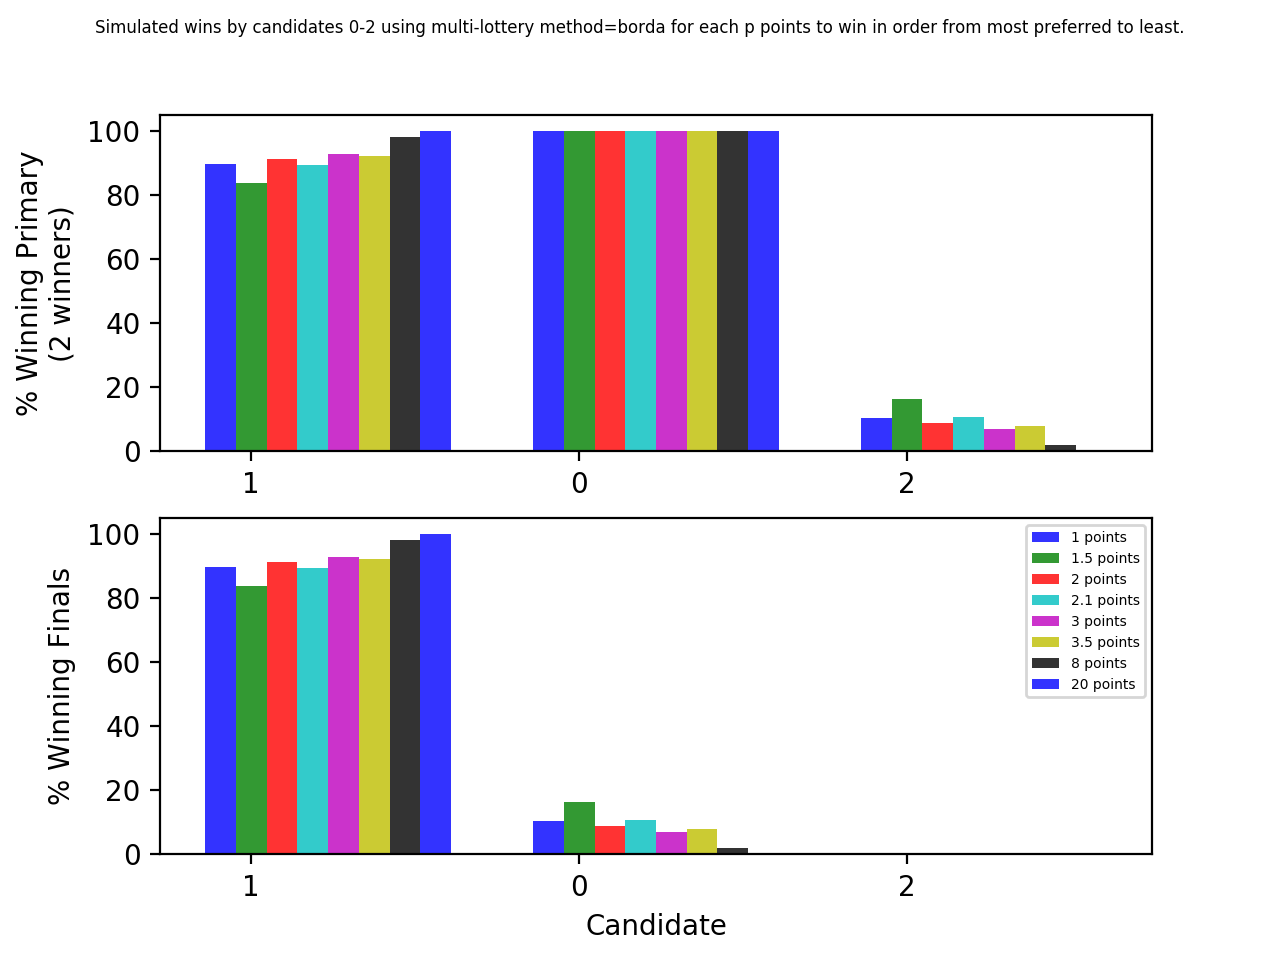 Simulated wins by candidates 0-2 using multi-lottery method=borda for each p points to win in order from most preferred to least.
% Winning Primary
(2 winners)
100
80
60
40
20
0
1
0
2
% Winning Finals
100
80
60
40
20
0
1 points
1.5 points
2 points
2.1 points
3 points
3.5 points
8 points
20 points
1
0
2
Candidate